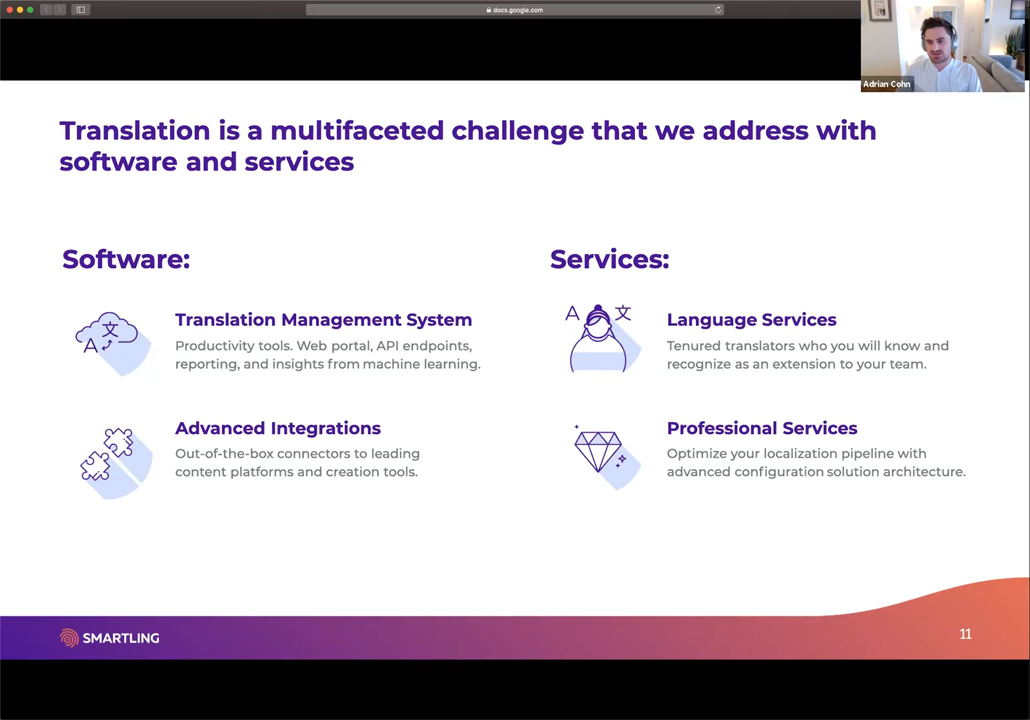 docs.google.com
Adrian Cohn
Translation is a multifaceted challenge that we address with
software and services
Software:
Services:
A 文
Translation Management System
Productivity tools. Web portal, API endpoints,
reporting, and insights from machine learning.
A 文
Language Services
Tenured translators who you will know and
recognize as an extension to your team.
Advanced Integrations
Out-of-the-box connectors to leading
content platforms and creation tools.
Professional Services
Optimize your localization pipeline with
advanced configuration solution architecture.
SMARTLING
11